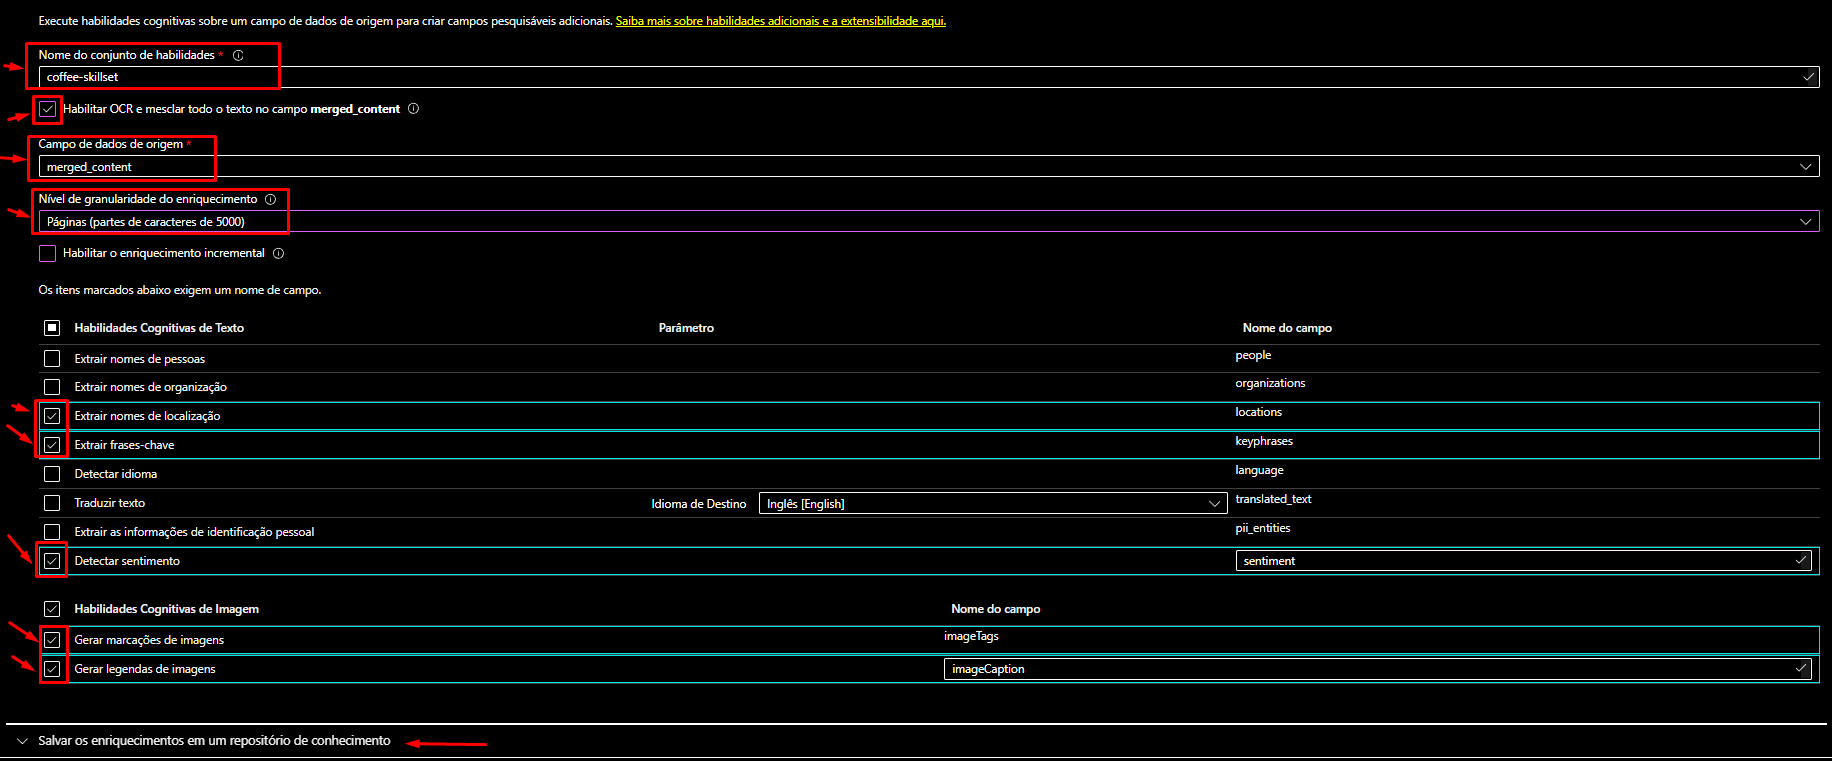 Execute habilidades cognitivas sobre um campo de dados de origem para criar campos pesquisáveis adicionais. Saiba mais sobre habilidades adicionais e a extensibilidade aqui.
Nome do conjunto de habilidades *
coffee-skillset
Habilitar OCR e mesclar todo o texto no campo merged_content
Campo de dados de origem *
merged_content
Nível de granularidade do enriquecimento
Páginas (partes de caracteres de 5000)
Habilitar o enriquecimento incremental
Os itens marcados abaixo exigem um nome de campo.
Habilidades Cognitivas de Texto Parâmetro Nome do campo
Extrair nomes de pessoas people
Extrair nomes de organização organizations
Extrair nomes de localização locations
Extrair frases-chave keyphrases
Detectar idioma language
Traduzir texto Idioma de Destino Inglês [English] translated_text
Extrair as informações de identificação pessoal pii_entities
Detectar sentimento sentiment
Habilidades Cognitivas de Imagem Nome do campo
Gerar marcações de imagens imageTags
Gerar legendas de imagens imageCaption
Salvar os enriquecimentos em um repositório de conhecimento